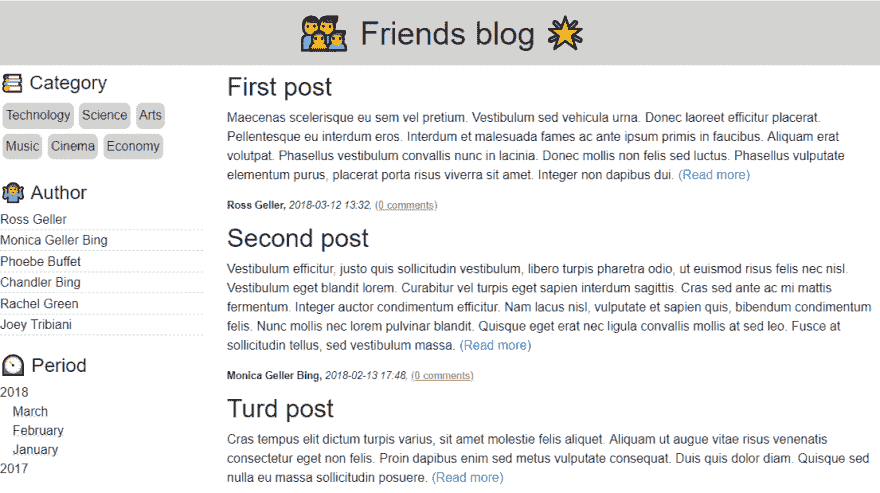 Friends blog
Category
Technology Science Arts
Music Cinema Economy
Author
Ross Geller
Monica Geller Bing
Phoebe Buffet
Chandler Bing
Rachel Green
Joey Tribiani
Period
2018
March
February
January
2017
First post
Maecenas scelerisque eu sem vel pretium. Vestibulum sed vehicula urna. Donec laoreet efficitur placerat.
Pellentesque eu interdum eros. Interdum et malesuada fames ac ante ipsum primis in faucibus. Aliquam erat
volutpat. Phasellus vestibulum convallis nunc in lacinia. Donec mollis non felis sed luctus. Phasellus vulputate
elementum purus, placerat porta risus viverra sit amet. Integer non dapibus dui. (Read more)
Ross Geller, 2018-03-12 13:32, (0 comments)
Second post
Vestibulum efficitur, justo quis sollicitudin vestibulum, libero turpis pharetra odio, ut euismod risus felis nec nisl.
Vestibulum eget blandit lorem. Curabitur vel turpis eget sapien interdum sagittis. Cras sed ante ac mi mattis
fermentum. Integer auctor condimentum efficitur. Nam lacus nisl, vulputate et sapien quis, bibendum condimentum
felis. Nunc mollis nec lorem pulvinar blandit. Quisque eget erat nec ligula convallis mollis at sed leo. Fusce at
sollicitudin tellus, sed vestibulum massa. (Read more)
Monica Geller Bing, 2018-02-13 17:48, (0 comments)
Turd post
Cras tempus elit dictum turpis varius, sit amet molestie felis aliquet. Aliquam ut augue vitae risus venenatis
consectetur eget non felis. Proin dapibus enim sed metus vulputate consequat. Duis quis dolor diam. Quisque sed
nulla eu massa sollicitudin posuere. (Read more)